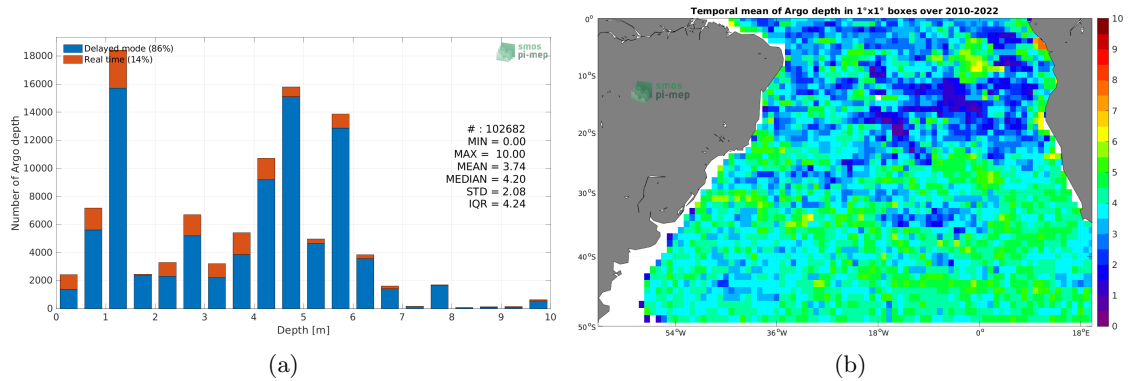 Delayed mode (86%)
Real time (14%)
smos
pi-mep
18000
16000
14000
12000
10000
8000
6000
4000
2000
0
Number of Argo depth
# : 102682
MIN = 0.00
MAX = 10.00
MEAN = 3.74
MEDIAN = 4.20
STD = 2.08
IQR = 4.24
0 1 2 3 4 5 6 7 8 9 10
Depth [m]
(a)
Temporal mean of Argo depth in 1°x1° boxes over 2010-2022
smos
pi-mep
0°
10°S
20°S
30°S
40°S
50°S
54°W 36°W 18°W 0° 18°E
10
9
8
7
6
5
4
3
2
1
0
(b)